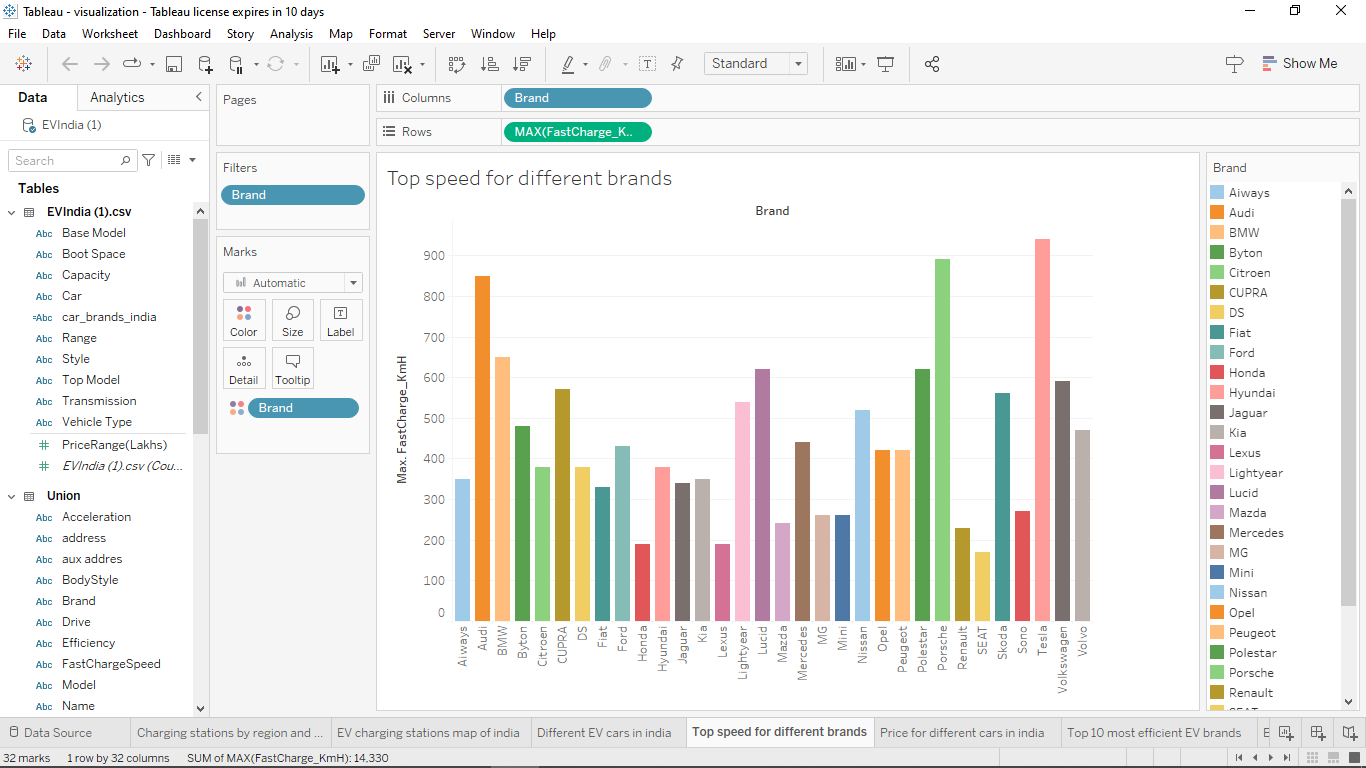 Tableau - visualization - Tableau license expires in 10 days
File Data Worksheet Dashboard Story Analysis Map Format Server Window Help
Standard
Show Me
Data Analytics
EVIndia (1)
Search
Tables
EVIndia (1).csv
Abc Base Model
Abc Boot Space
Abc Capacity
Abc Car
=Abc car_brands_india
Abc Range
Abc Style
Abc Top Model
Abc Transmission
Abc Vehicle Type
# PriceRange(Lakhs)
# EVIndia (1).csv (Cou...
Union
Abc Acceleration
Abc address
Abc aux addres
Abc BodyStyle
Abc Brand
Abc Drive
Abc Efficiency
Abc FastChargeSpeed
Abc Model
Abc Name
Pages
Filters
Brand
Marks
Automatic
Color Size Label
Detail Tooltip
Brand
Columns Brand
Rows MAX(FastCharge_K..
Top speed for different brands
Brand
Max. FastCharge_KmH
900
800
700
600
500
400
300
200
100
0
Aiways
Audi
BMW
Byton
Citroen
CUPRA
DS
Fiat
Ford
Honda
Hyundai
Jaguar
Kia
Lexus
Lightyear
Lucid
Mazda
Mercedes
MG
Mini
Nissan
Opel
Peugeot
Polestar
Porsche
Renault
SEAT
Skoda
Sono
Tesla
Volkswagen
Volvo
Brand
Aiways
Audi
BMW
Byton
Citroen
CUPRA
DS
Fiat
Ford
Honda
Hyundai
Jaguar
Kia
Lexus
Lightyear
Lucid
Mazda
Mercedes
MG
Mini
Nissan
Opel
Peugeot
Polestar
Porsche
Renault
Data Source
Charging stations by region and ...
EV charging stations map of india
Different EV cars in india
Top speed for different brands
Price for different cars in india
Top 10 most efficient EV brands
32 marks 1 row by 32 columns SUM of MAX(FastCharge_KmH): 14,330